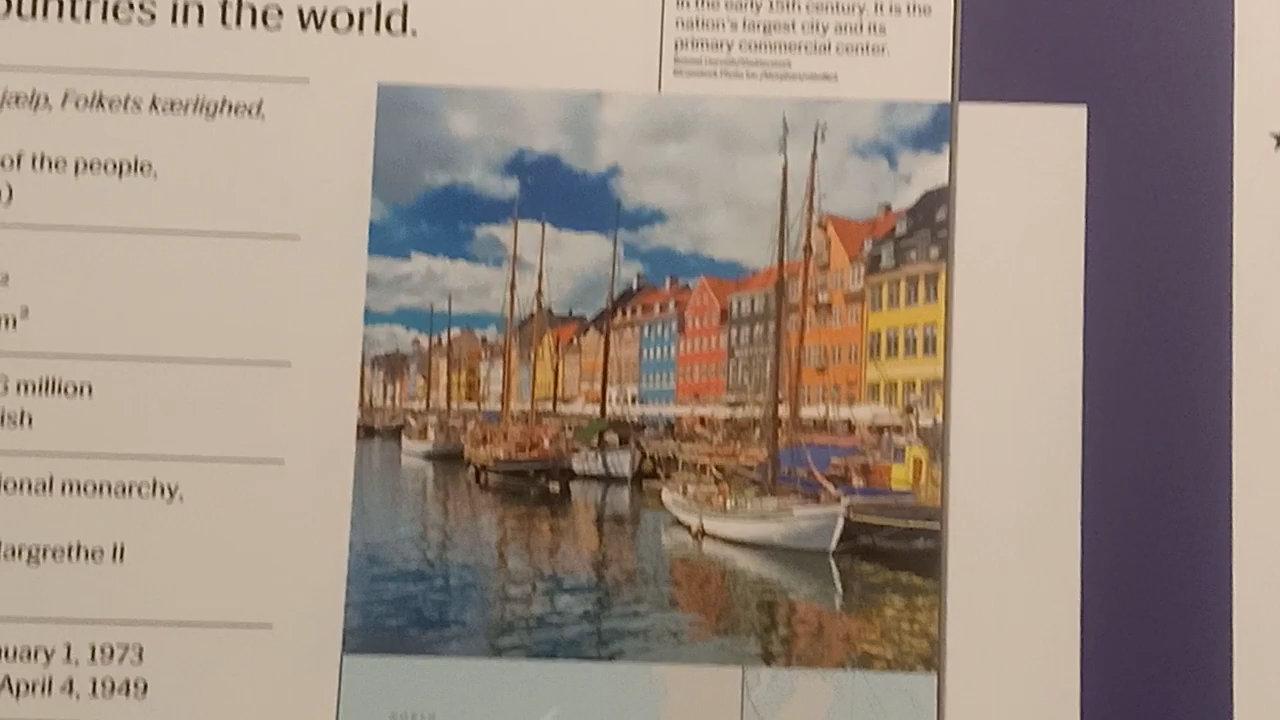 ountries in the world.
in the early 15th century. It is the
nation's largest city and its
primary commercial center.
jælp, Folkets kærlighed,
of the people,
)
2
m²
million
ish
ional monarchy,
largrethe II
uary 1, 1973
April 4, 1949